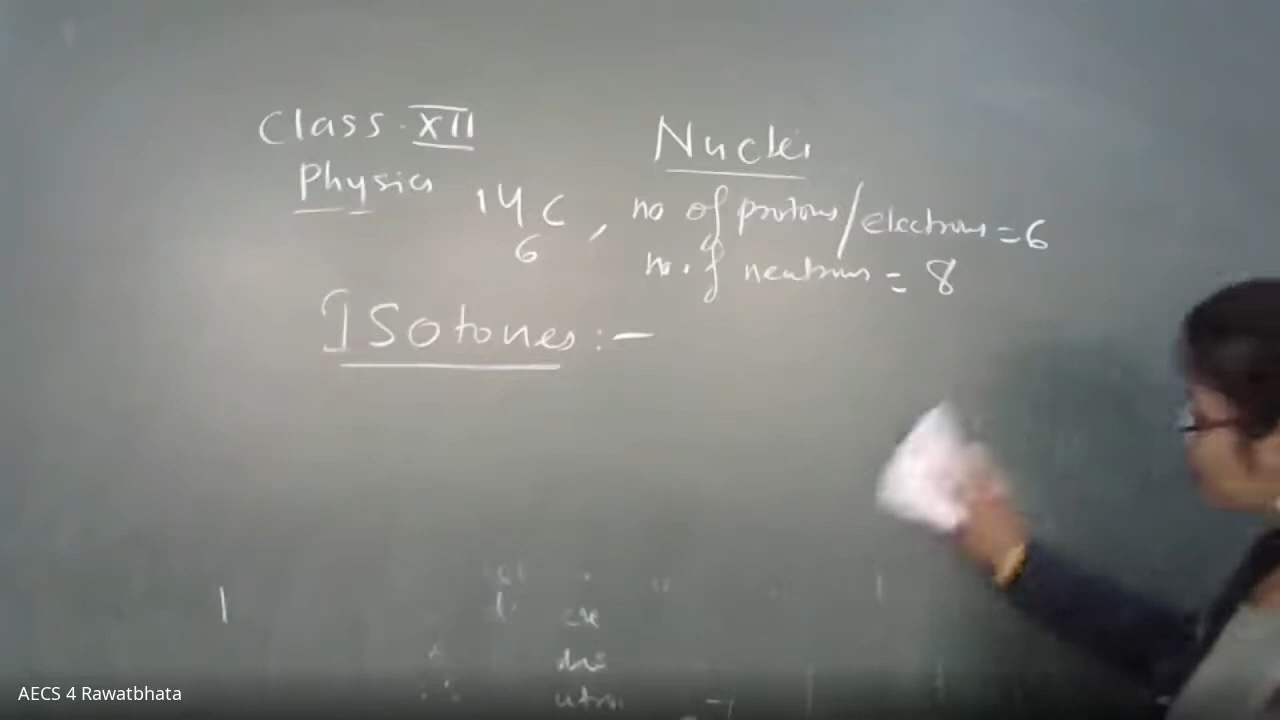 Class XII
Nuclei
Physics
14 C
6 , no of protons/electrons = 6
no. of neutrons = 8
Isotones :-
AECS 4 Rawatbhata